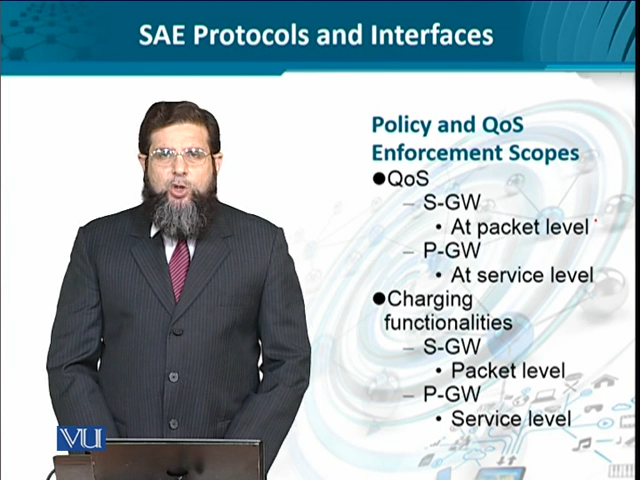 SAE Protocols and Interfaces
Policy and QoS
Enforcement Scopes
●QoS
– S-GW
• At packet level
– P-GW
• At service level
●Charging
functionalities
– S-GW
• Packet level
– P-GW
• Service level
VU